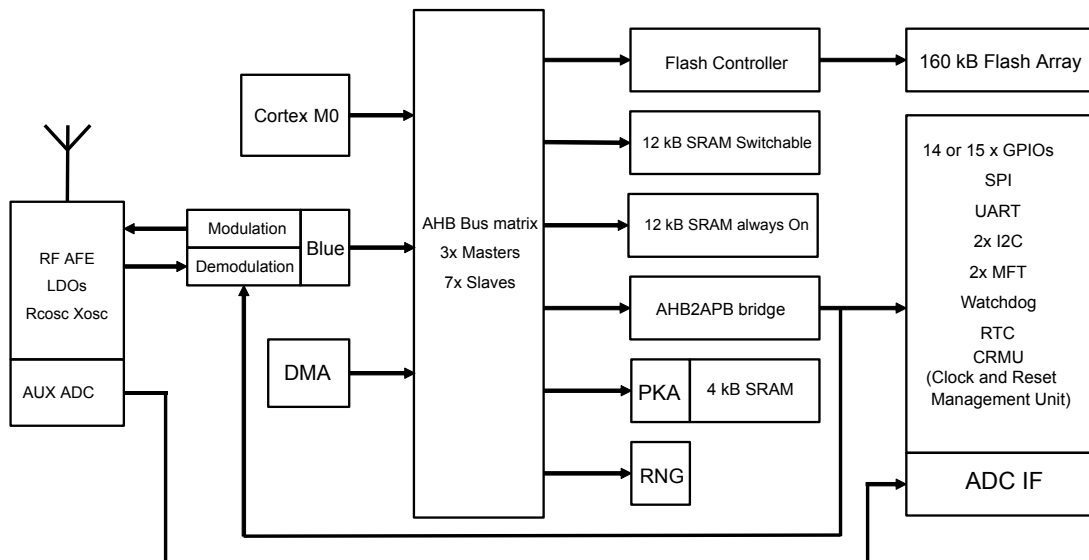 Cortex M0
RF AFE
LDOs
Rcosc Xosc
AUX ADC
Modulation
Demodulation
Blue
DMA
AHB Bus matrix
3x Masters
7x Slaves
Flash Controller
12 kB SRAM Switchable
12 kB SRAM always On
AHB2APB bridge
PKA
4 kB SRAM
RNG
160 kB Flash Array
14 or 15 x GPIOs
SPI
UART
2x I2C
2x MFT
Watchdog
RTC
CRMU
(Clock and Reset
Management Unit)
ADC IF